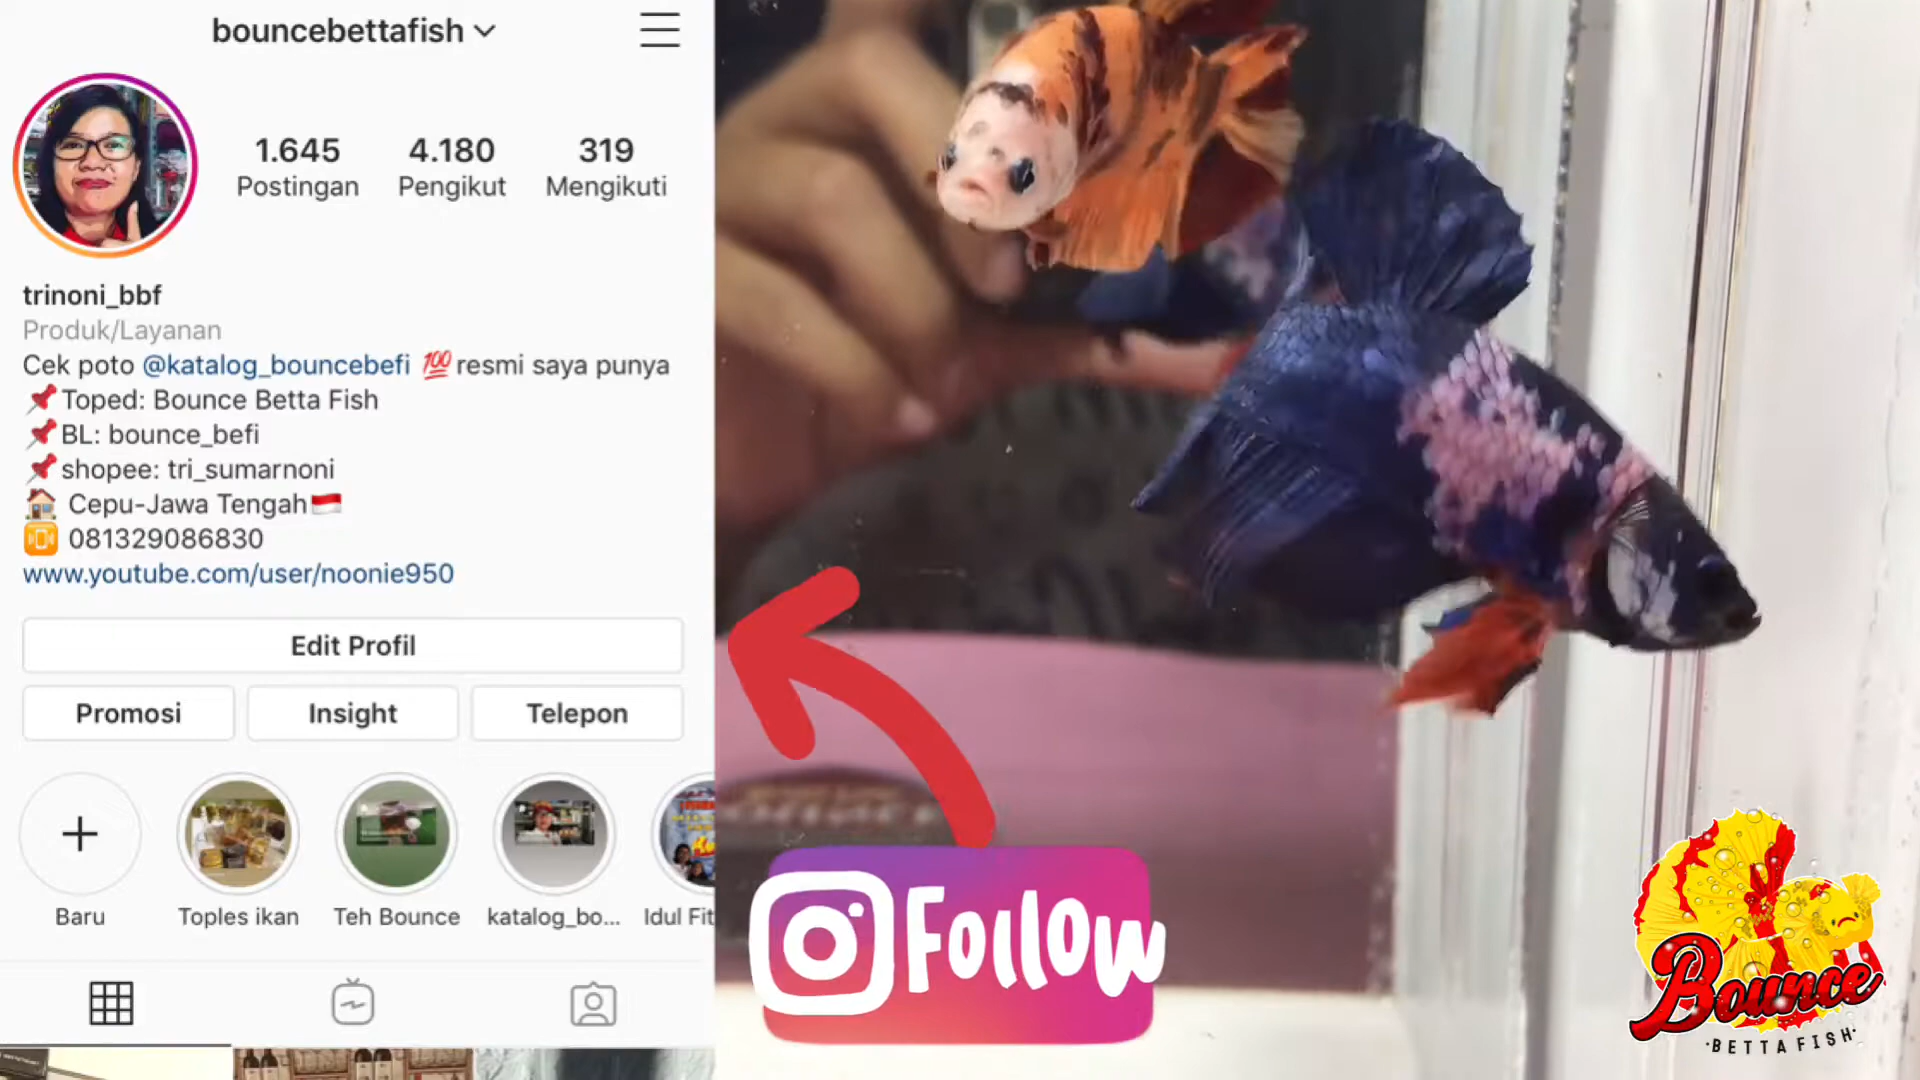 bouncebettafish
1.645 4.180 319
Postingan Pengikut Mengikuti
trinoni_bbf
Produk/Layanan
Cek poto @katalog_bouncebefi 💯resmi saya punya
📌Toped: Bounce Betta Fish
📌BL: bounce_befi
📌shopee: tri_sumarnoni
🏠 Cepu-Jawa Tengah🇮🇩
📳 081329086830
www.youtube.com/user/noonie950
Edit Profil
Promosi Insight Telepon
Baru Toples ikan Teh Bounce katalog_bo... Idul Fit
Follow
Bounce
·BETTA FISH·